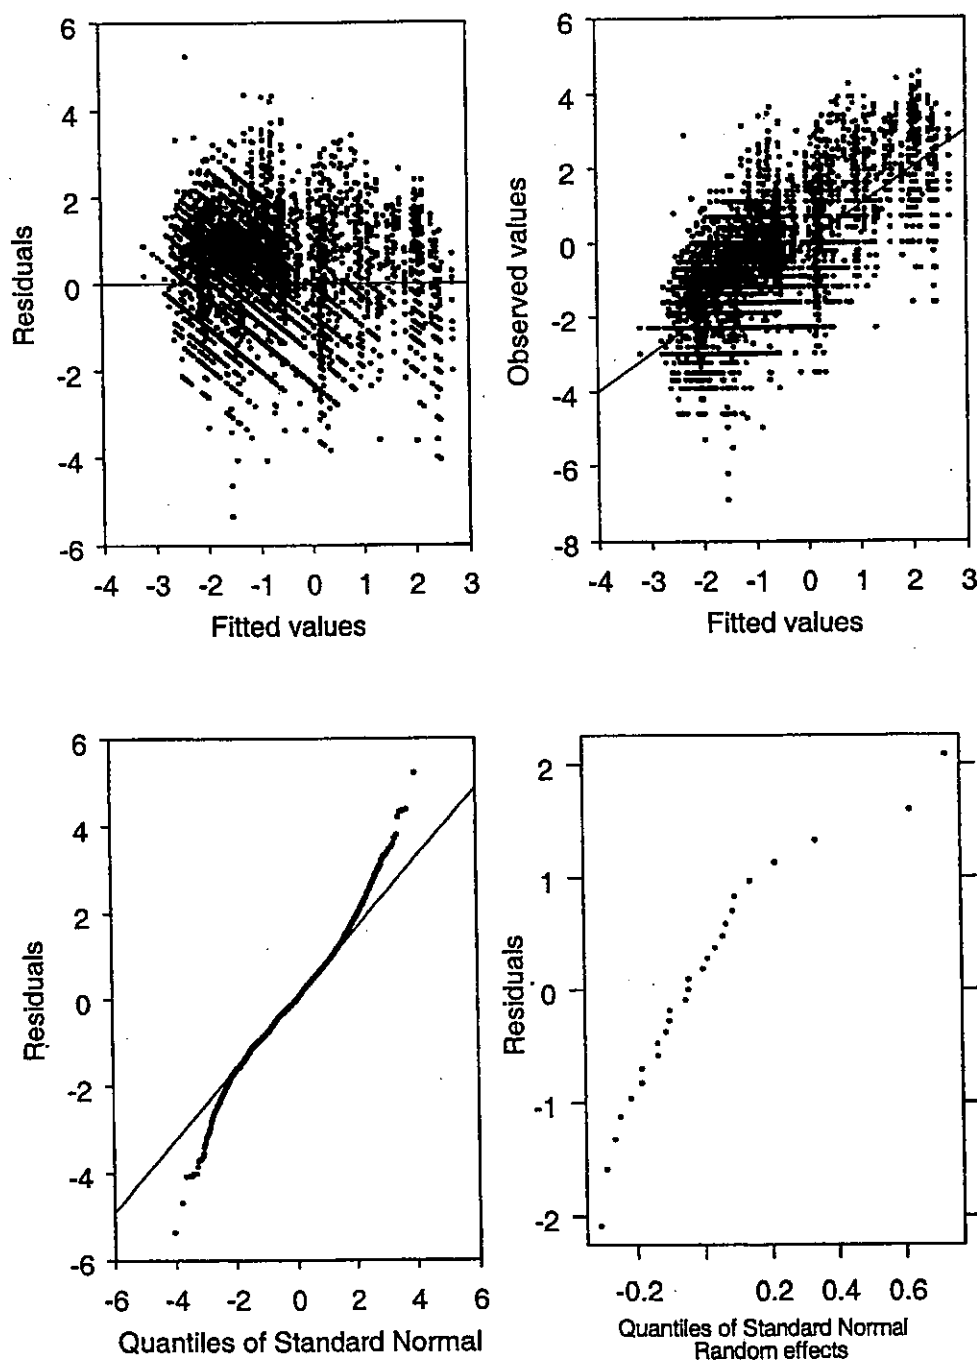 6
4
2
0
-2
-4
-6
Residuals
-4 -3 -2 -1 0 1 2 3
Fitted values
6
4
2
0
-2
-4
-6
-8
Observed values
-4 -3 -2 -1 0 1 2 3
Fitted values
6
4
2
0
-2
-4
-6
Residuals
-6 -4 -2 0 2 4 6
Quantiles of Standard Normal
2
1
0
-1
-2
Residuals
-0.2 0.2 0.6
Quantiles of Standard Normal
Random effects